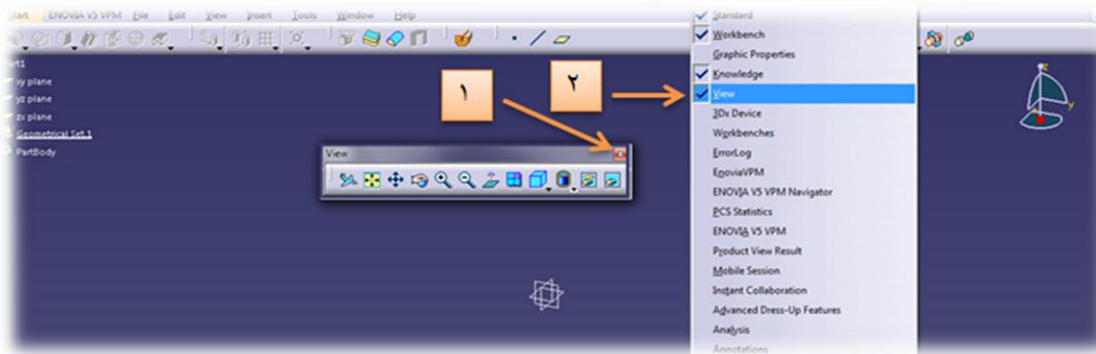 Start ENOVIA V5 VPM File Edit View Insert Tools Window Help
Part1
xy plane
yz plane
zx plane
Geometrical Set.1
PartBody
۱
۲
View
Standard
Workbench
Graphic Properties
Knowledge
View
3Dx Device
Workbenches
ErrorLog
EnoviaVPM
ENOVIA V5 VPM Navigator
PCS Statistics
ENOVIA V5 VPM
Product View Result
Mobile Session
Instant Collaboration
Advanced Dress-Up Features
Analysis
Annotations
z
y